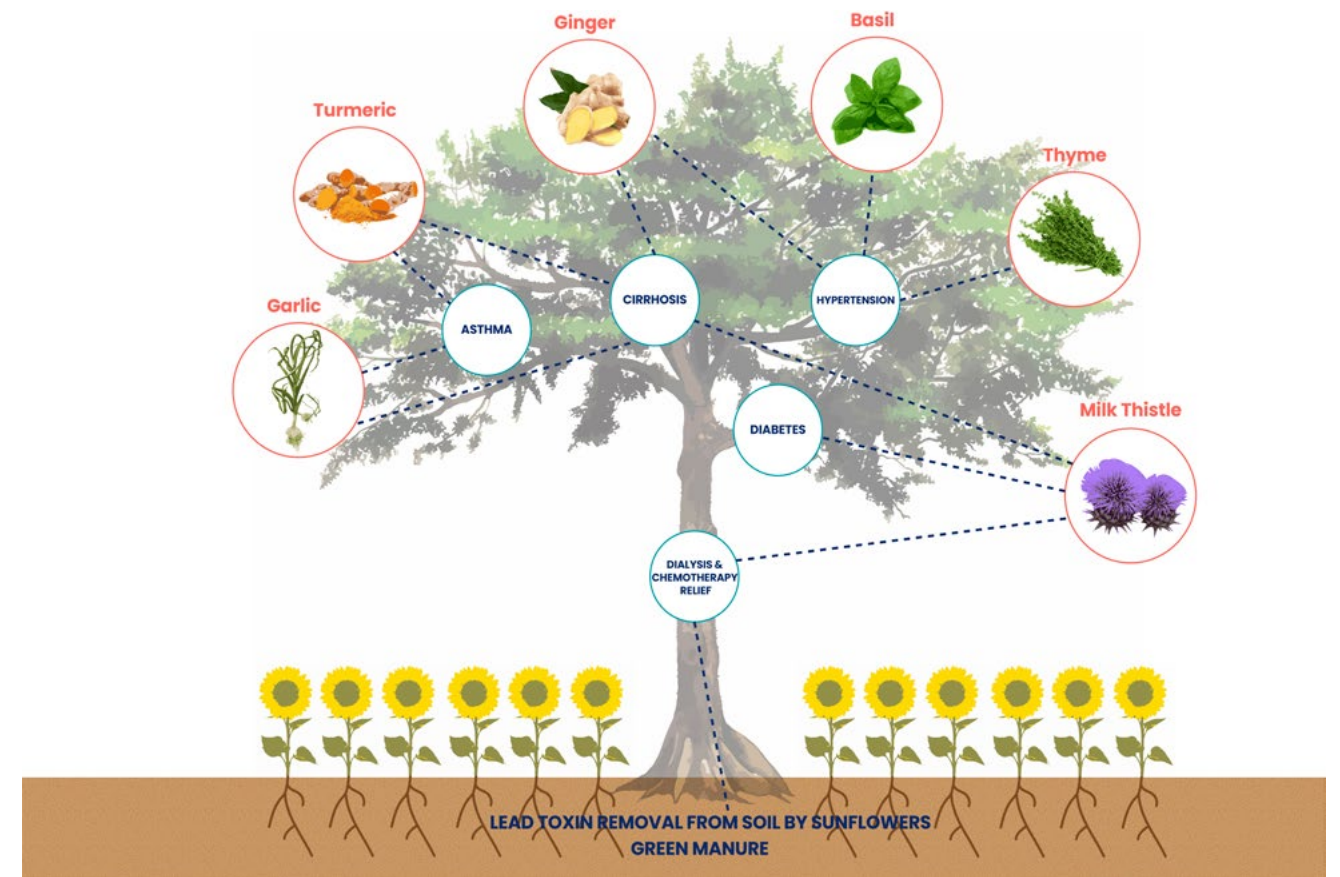 Ginger
Basil
Turmeric
Thyme
Garlic
CIRRHOSIS
HYPERTENSION
ASTHMA
Milk Thistle
DIABETES
DIALYSIS &
CHEMOTHERAPY
RELIEF
LEAD TOXIN REMOVAL FROM SOIL BY SUNFLOWERS
GREEN MANURE